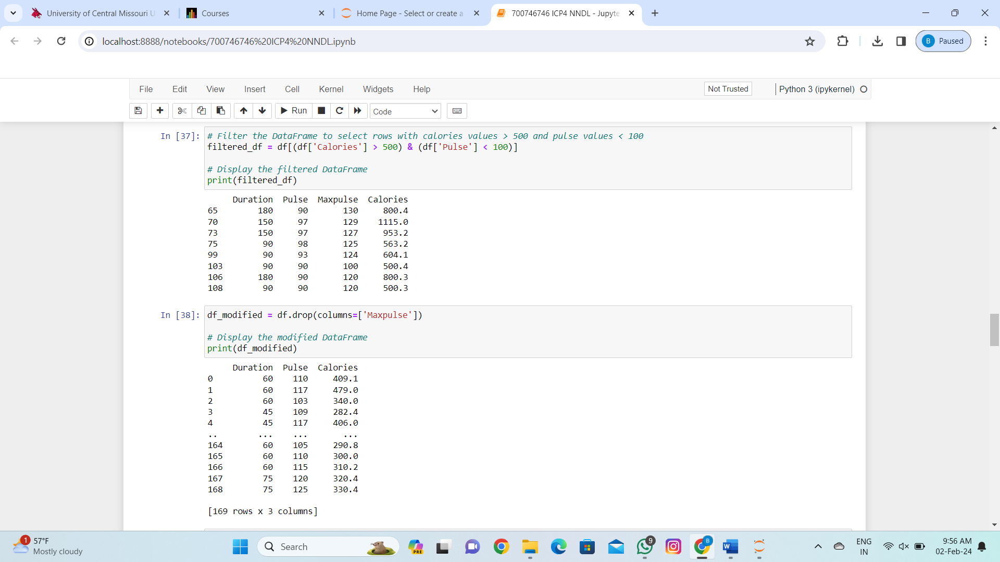 University of Central Missouri U
Courses
Home Page - Select or create a
700746746 ICP4 NNDL - Jupyte
localhost:8888/notebooks/700746746%20ICP4%20NNDL.ipynb
B Paused
File Edit View Insert Cell Kernel Widgets Help
Not Trusted
Python 3 (ipykernel)
Run
Code
In [37]:
# Filter the DataFrame to select rows with calories values > 500 and pulse values < 100
filtered_df = df[(df['Calories'] > 500) & (df['Pulse'] < 100)]
# Display the filtered DataFrame
print(filtered_df)
Duration Pulse Maxpulse Calories
65 180 90 130 800.4
70 150 97 129 1115.0
73 150 97 127 953.2
75 90 98 125 563.2
99 90 93 124 604.1
103 90 90 100 500.4
106 180 90 120 800.3
108 90 90 120 500.3
In [38]:
df_modified = df.drop(columns=['Maxpulse'])
# Display the modified DataFrame
print(df_modified)
Duration Pulse Calories
0 60 110 409.1
1 60 117 479.0
2 60 103 340.0
3 45 109 282.4
4 45 117 406.0
.. ... ... ...
164 60 105 290.8
165 60 110 300.0
166 60 115 310.2
167 75 120 320.4
168 75 125 330.4
[169 rows x 3 columns]
1
57°F
Mostly cloudy
Search
PRE
9
B
W
ENG
IN
9:56 AM
02-Feb-24